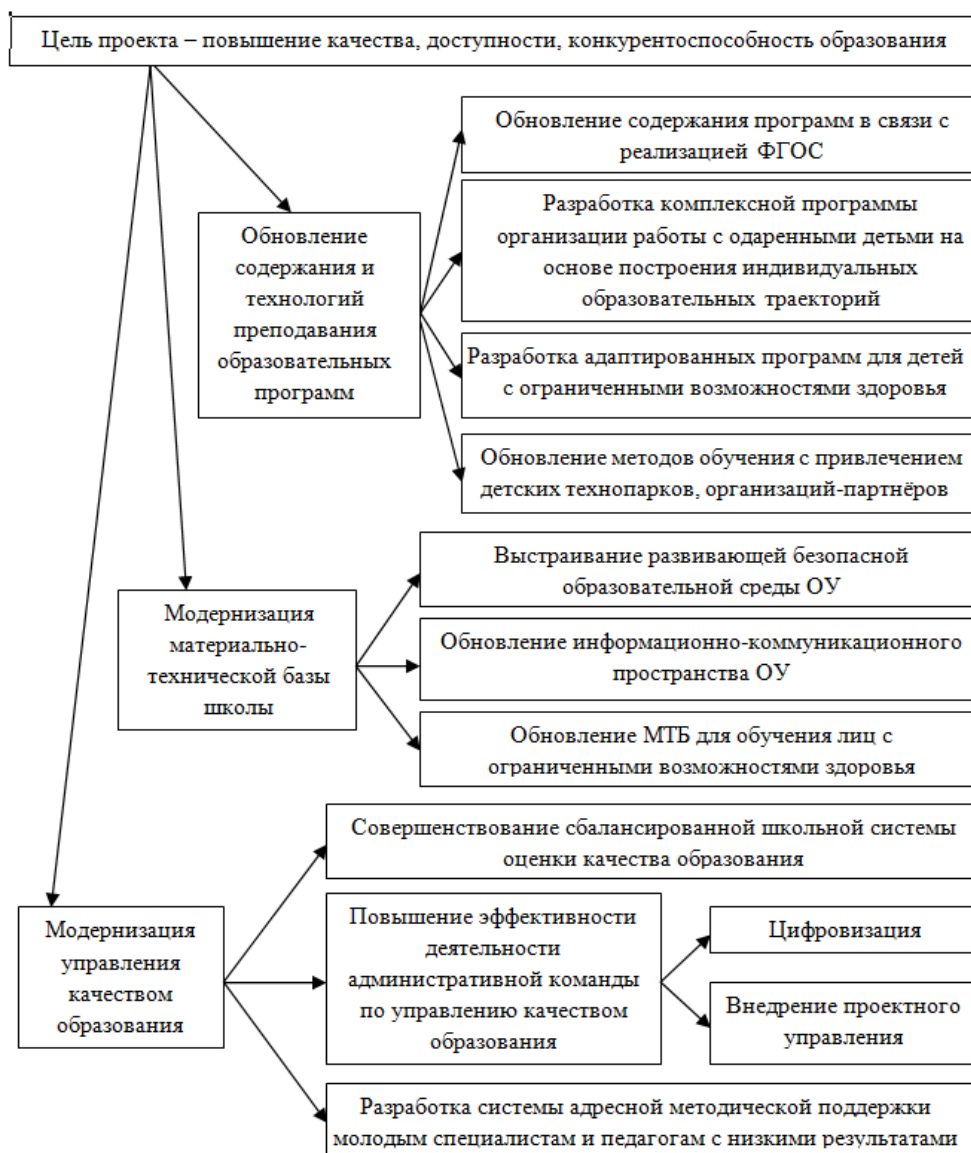 Цель проекта – повышение качества, доступности, конкурентоспособность образования
Обновление содержания программ в связи с
реализацией ФГОС
Обновление
содержания и
технологий
преподавания
образовательных
программ
Разработка комплексной программы
организации работы с одаренными детьми на
основе построения индивидуальных
образовательных траекторий
Разработка адаптированных программ для детей
с ограниченными возможностями здоровья
Обновление методов обучения с привлечением
детских технопарков, организаций-партнёров
Модернизация
материально-
технической базы
школы
Выстраивание развивающей безопасной
образовательной среды ОУ
Обновление информационно-коммуникационного
пространства ОУ
Обновление МТБ для обучения лиц с
ограниченными возможностями здоровья
Модернизация
управления
качеством
образования
Совершенствование сбалансированной школьной системы
оценки качества образования
Повышение эффективности
деятельности
административной команды
по управлению качеством
образования
Цифровизация
Внедрение проектного
управления
Разработка системы адресной методической поддержки
молодым специалистам и педагогам с низкими результатами